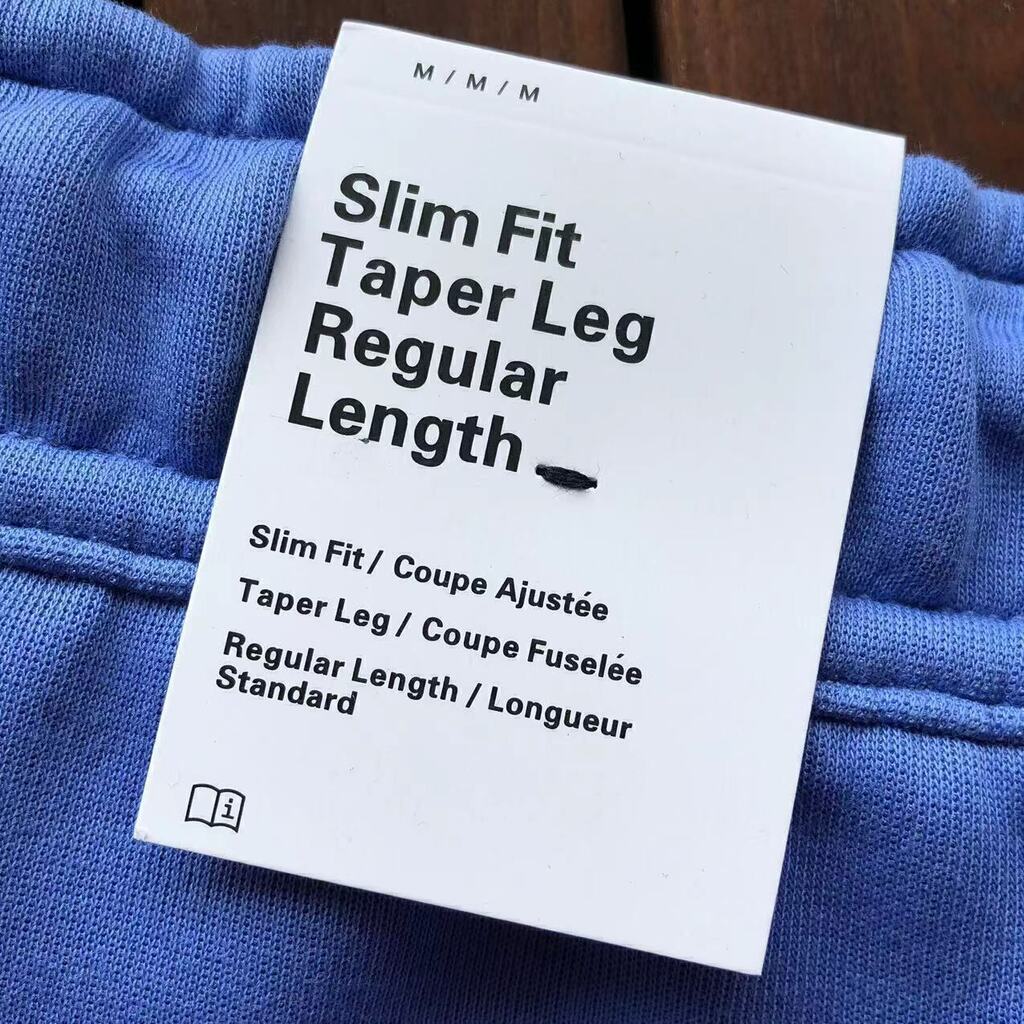 M / M / M
Slim Fit
Taper Leg
Regular
Length
Slim Fit / Coupe Ajustée
Taper Leg / Coupe Fuselée
Regular Length / Longueur
Standard
i